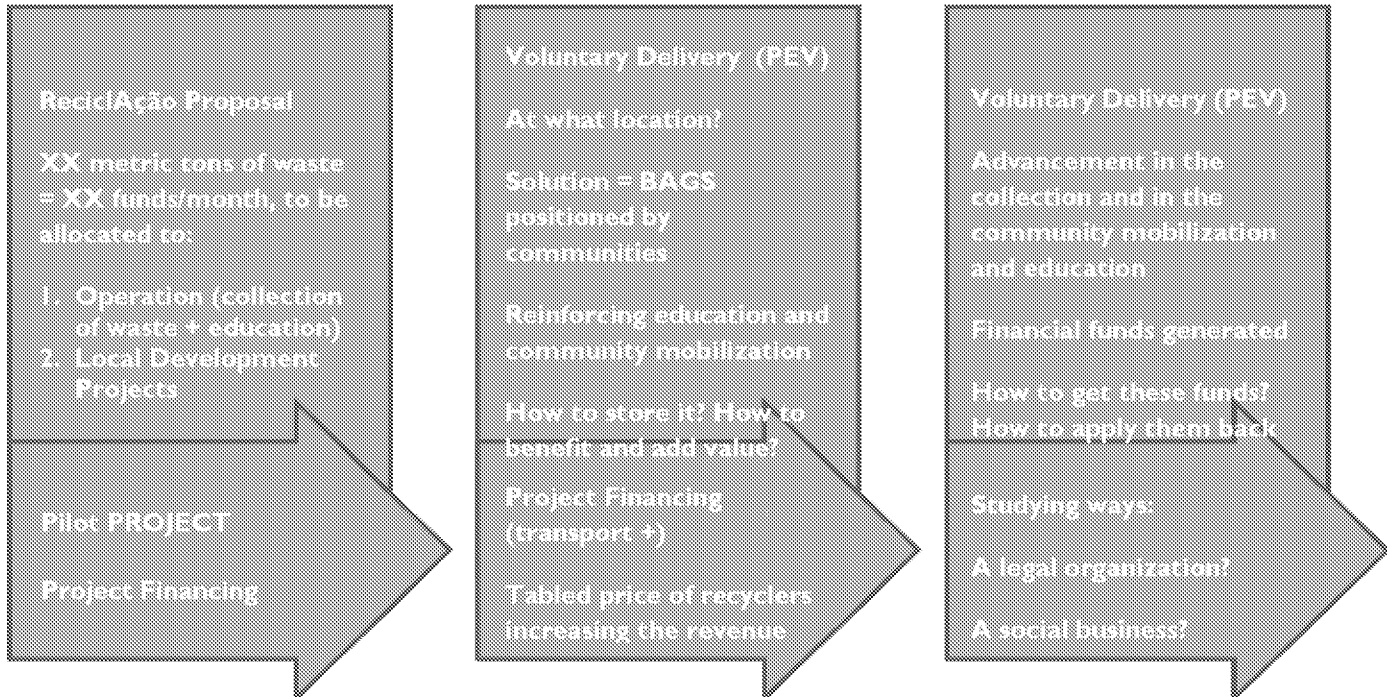 ReciclAção Proposal
XX metric tons of waste
= XX funds/month, to be
allocated to:
1. Operation (collection
of waste + education)
2. Local Development
Projects
Pilot PROJECT
Project Financing
Voluntary Delivery (PEV)
At what location?
Solution = BAGS
positioned by
communities
Reinforcing education and
community mobilization
How to store it? How to
benefit and add value?
Project Financing
(transport +)
Tabled price of recyclers
increasing the revenue
Voluntary Delivery (PEV)
Advancement in the
collection and in the
community mobilization
and education
Financial funds generated
How to get these funds?
How to apply them back
Studying ways:
A legal organization?
A social business?